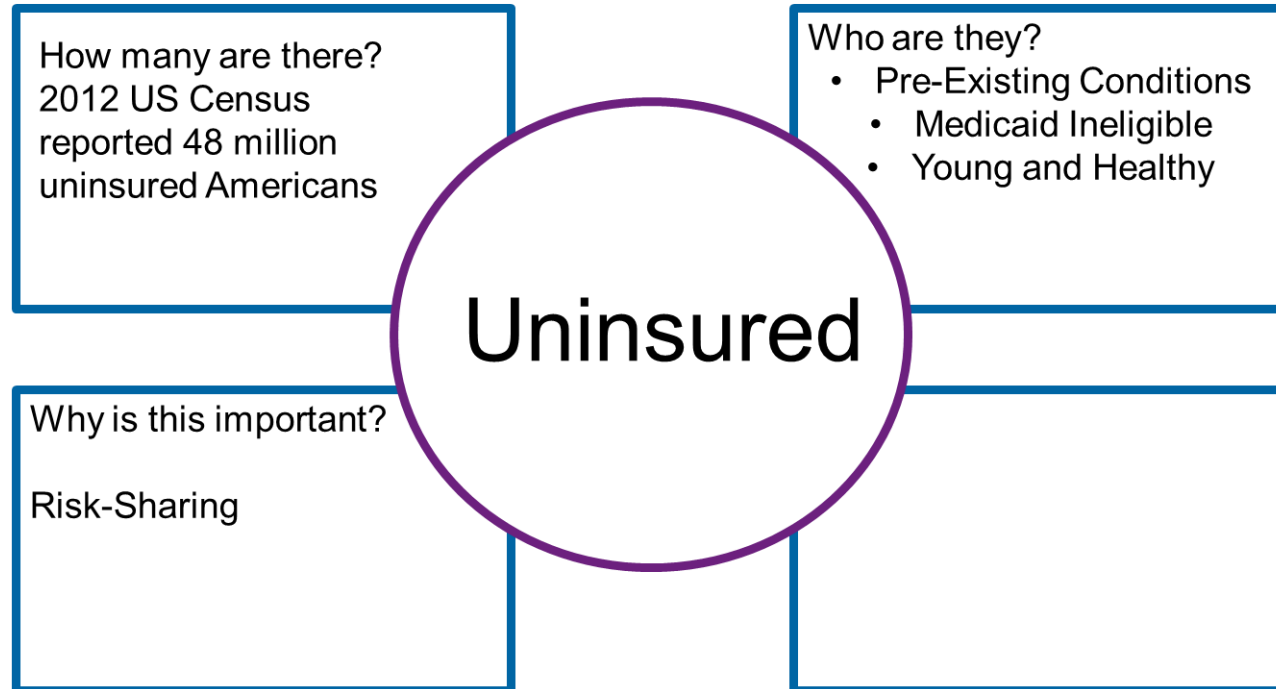 How many are there?
2012 US Census
reported 48 million
uninsured Americans
Who are they?
• Pre-Existing Conditions
• Medicaid Ineligible
• Young and Healthy
Uninsured
Why is this important?
Risk-Sharing